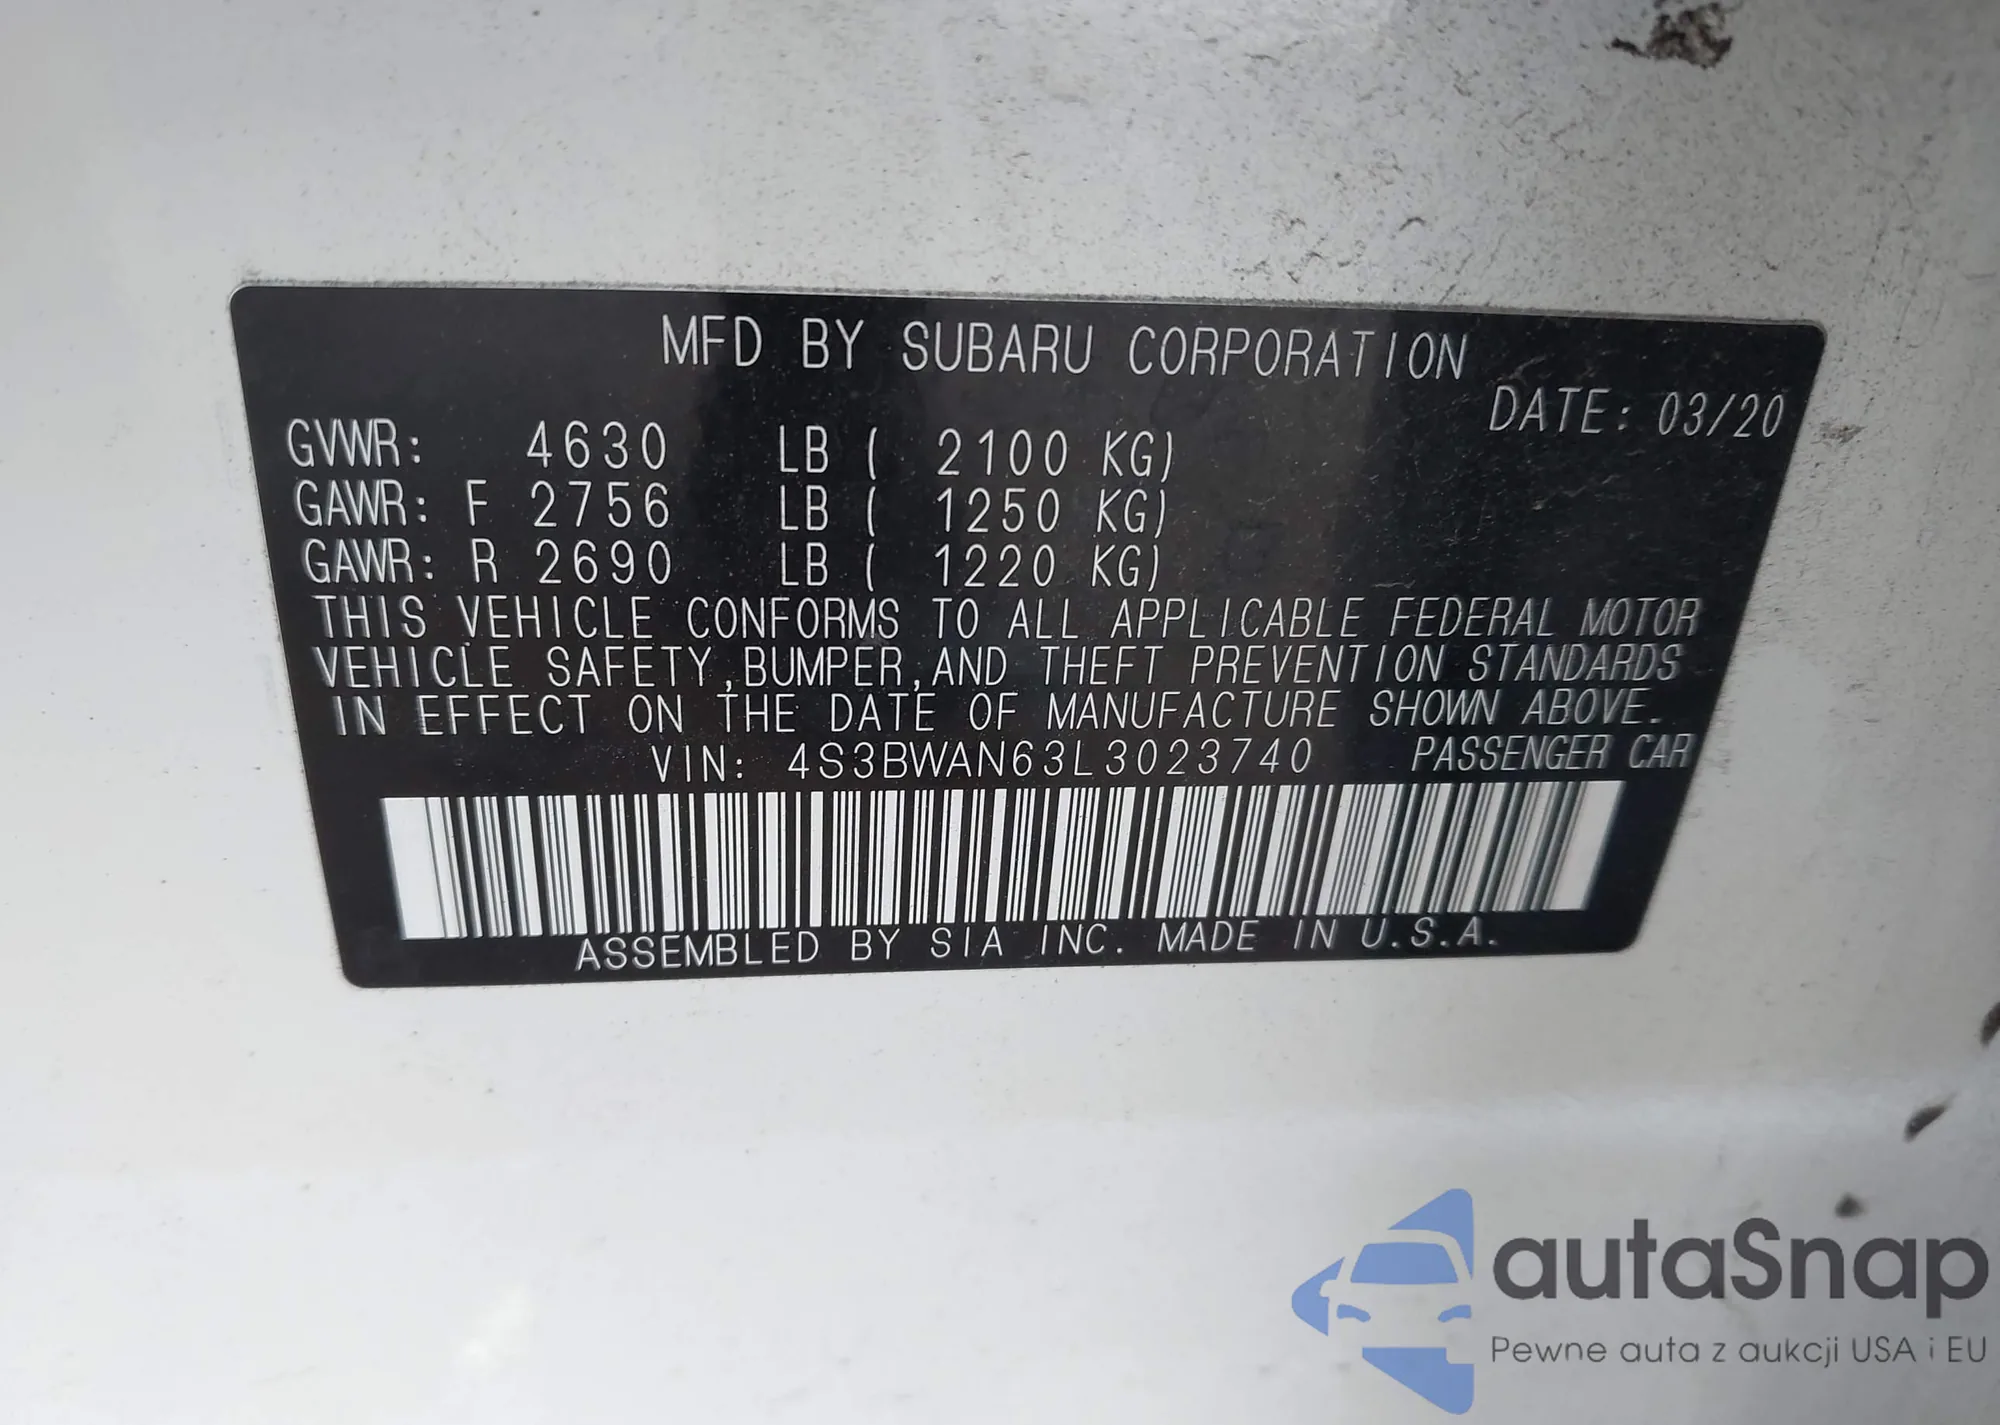 MFD BY SUBARU CORPORATION
DATE: 03/20
GVWR: 4630 LB ( 2100 KG)
GAWR: F 2756 LB ( 1250 KG)
GAWR: R 2690 LB ( 1220 KG)
THIS VEHICLE CONFORMS TO ALL APPLICABLE FEDERAL MOTOR
VEHICLE SAFETY,BUMPER,AND THEFT PREVENTION STANDARDS
IN EFFECT ON THE DATE OF MANUFACTURE SHOWN ABOVE.
VIN: 4S3BWAN63L3023740 PASSENGER CAR
ASSEMBLED BY SIA INC. MADE IN U.S.A.
autaSnap
Pewne auta z aukcji USA i EU